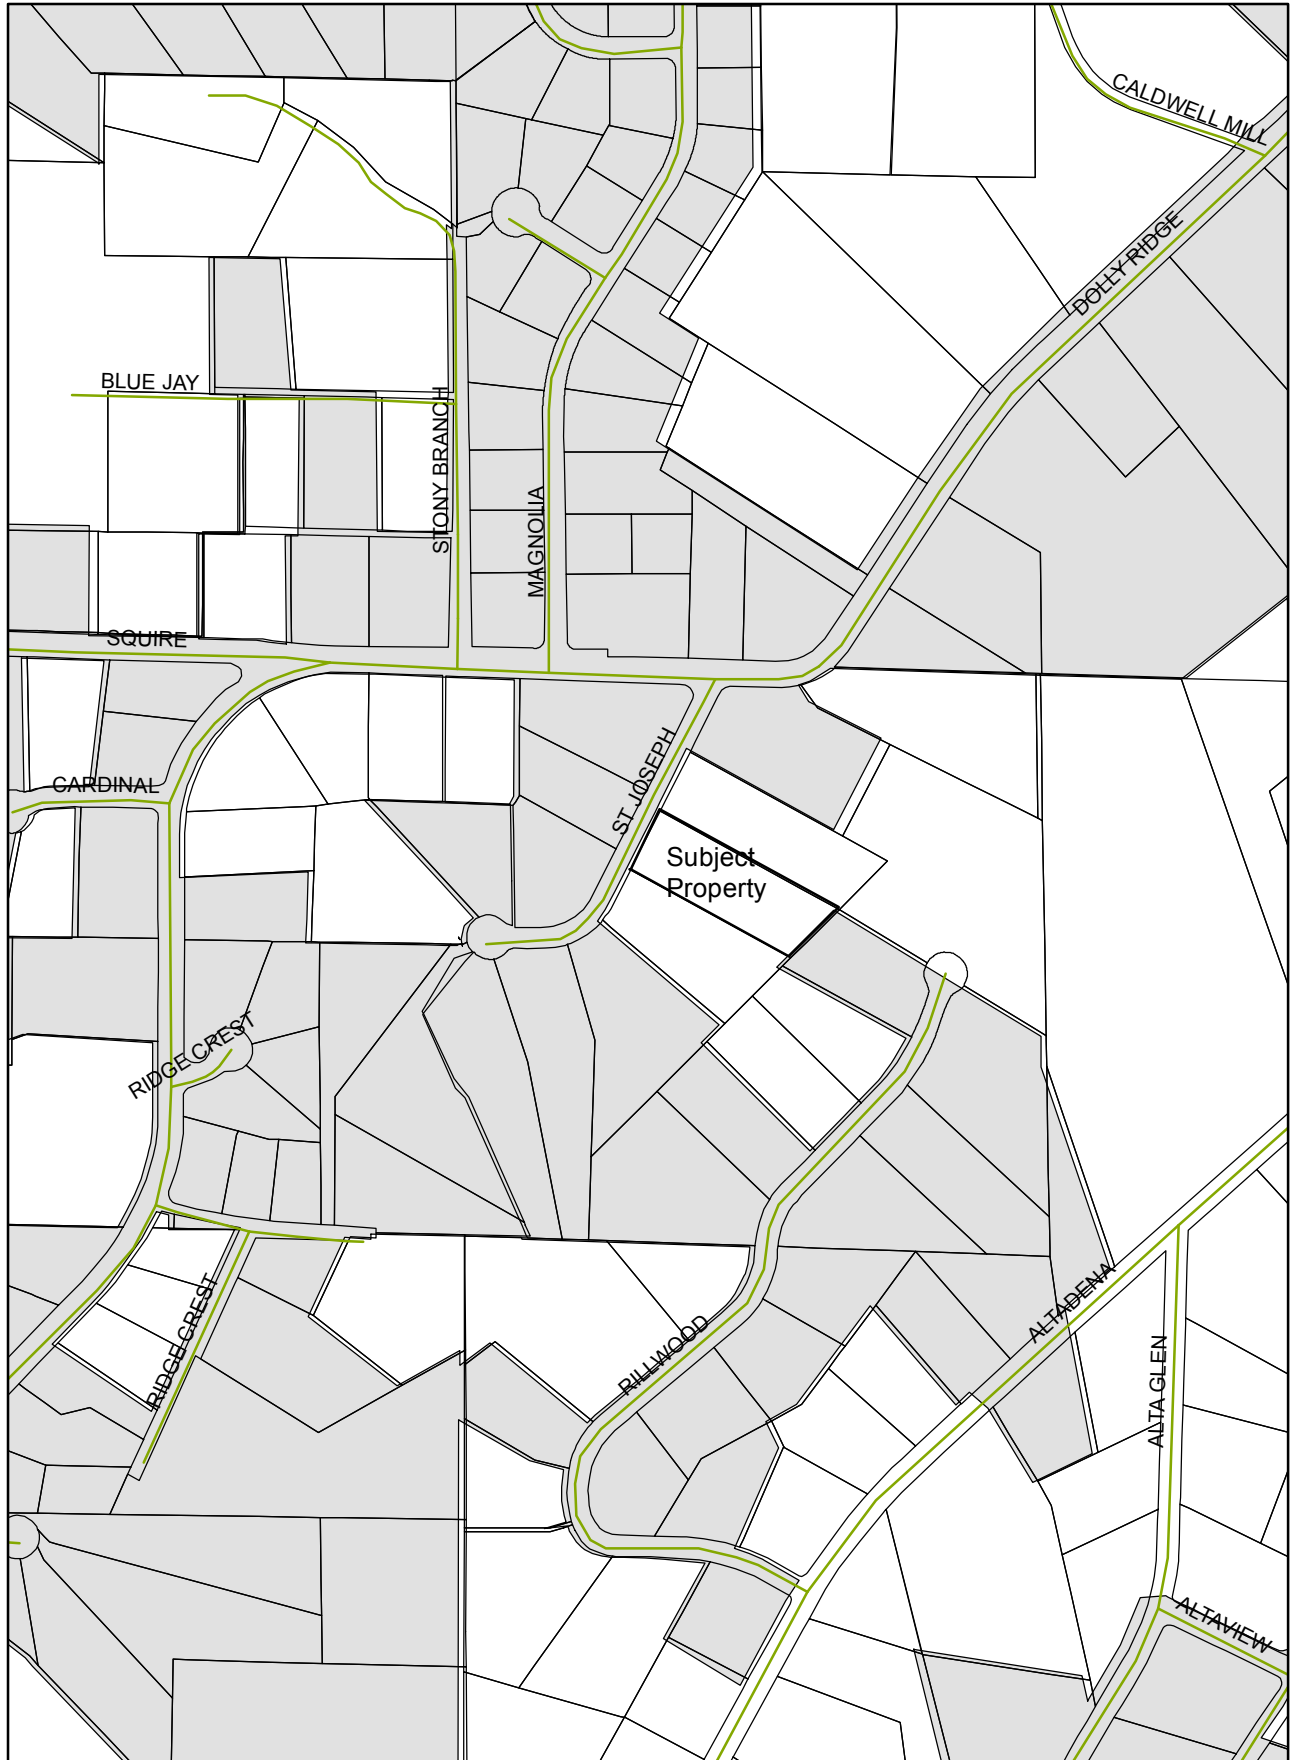 CALDWELL MILL
DOLLY RIDGE
BLUE JAY
STONY BRANCH
MAGNOLIA
SQUIRE
ST JOSEPH
CARDINAL
Subject
Property
RIDGE CREST
RIDGE CREST
ALTADENA
RILLWOOD
ALTA GLEN
ALTAVIEW